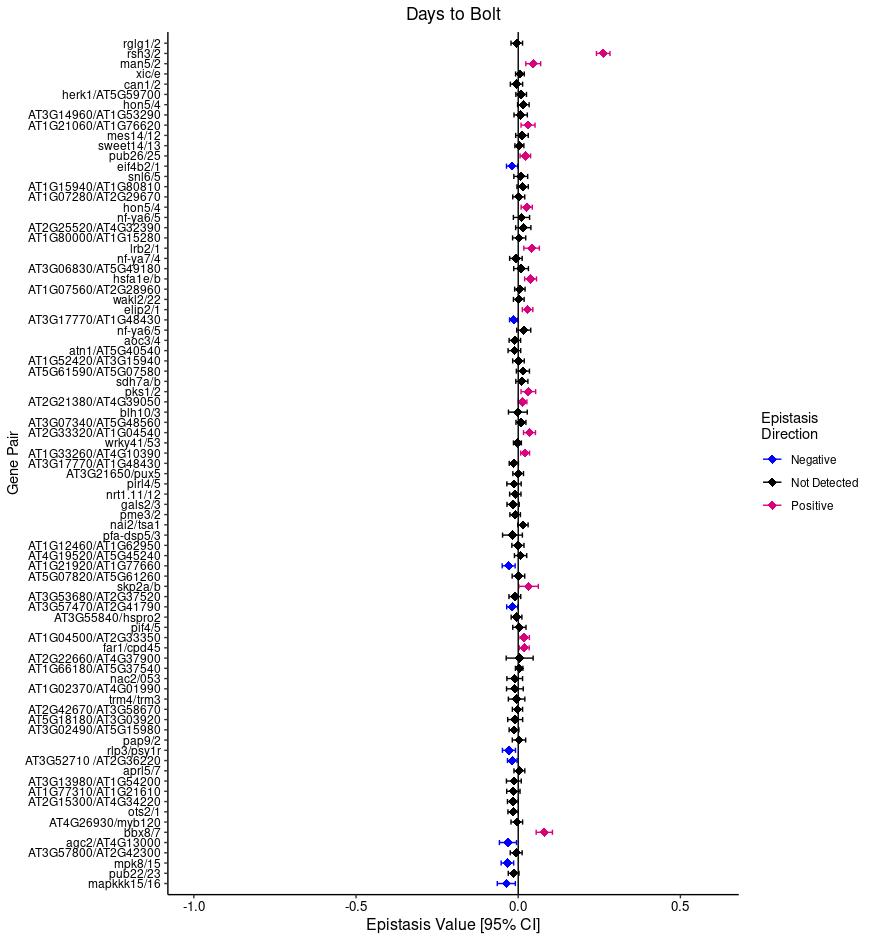 Days to Bolt
rglg1/2
rsh3/2
man5/2
xic/e
can1/2
herk1/AT5G59700
hon5/4
AT3G14960/AT1G53290
AT1G21060/AT1G76620
mes14/12
sweet14/13
pub26/25
eif4b2/1
snl6/5
AT1G15940/AT1G80810
AT1G07280/AT2G29670
hon5/4
nf-ya6/5
AT2G25520/AT4G32390
AT1G80000/AT1G15280
lrb2/1
nf-ya7/4
AT3G06830/AT5G49180
hsfa1e/b
AT1G07560/AT2G28960
wakl2/22
elip2/1
AT3G17770/AT1G48430
nf-ya6/5
aoc3/4
atn1/AT5G40540
AT1G52420/AT3G15940
AT5G61590/AT5G07580
sdh7a/b
pks1/2
AT2G21380/AT4G39050
blh10/3
AT3G07340/AT5G48560
AT2G33320/AT1G04540
wrky41/53
AT1G33260/AT4G10390
AT3G17770/AT1G48430
AT3G21650/pux5
pirl4/5
nrt1.11/12
gals2/3
pme3/2
nai2/tsa1
pfa-dsp5/3
AT1G12460/AT1G62950
AT4G19520/AT5G45240
AT1G21920/AT1G77660
AT5G07820/AT5G61260
skp2a/b
AT3G53680/AT2G37520
AT3G57470/AT2G41790
AT3G55840/hspro2
pif4/5
AT1G04500/AT2G33350
far1/cpd45
AT2G22660/AT4G37900
AT1G66180/AT5G37540
nac2/053
AT1G02370/AT4G01990
trm4/trm3
AT2G42670/AT3G58670
AT5G18180/AT3G03920
AT3G02490/AT5G15980
pap9/2
rlp3/psy1r
AT3G52710 /AT2G36220
aprl5/7
AT3G13980/AT1G54200
AT1G77310/AT1G21610
AT2G15300/AT4G34220
ots2/1
AT4G26930/myb120
bbx8/7
agc2/AT4G13000
AT3G57800/AT2G42300
mpk8/15
pub22/23
mapkkk15/16
Gene Pair
-1.0
-0.5
0.0
0.5
Epistasis Value [95% CI]
Epistasis
Direction
Negative
Not Detected
Positive